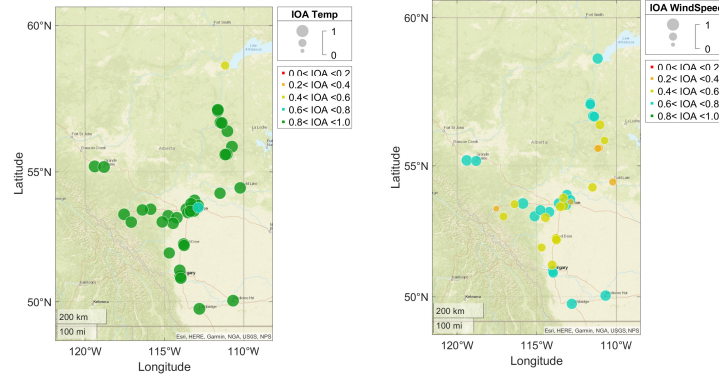 IOA Temp
1
0
0.0< IOA <0.2
0.2< IOA <0.4
0.4< IOA <0.6
0.6< IOA <0.8
0.8< IOA <1.0
60°N
55°N
50°N
Latitude
Alberta
200 km
100 mi
Esri, HERE, Garmin, NGA, USGS, NPS
120°W
115°W
110°W
Longitude
IOA WindSpeed
1
0
0.0< IOA <0.2
0.2< IOA <0.4
0.4< IOA <0.6
0.6< IOA <0.8
0.8< IOA <1.0
60°N
55°N
50°N
Latitude
Alberta
200 km
100 mi
Esri, HERE, Garmin, NGA, USGS, NPS
120°W
115°W
110°W
Longitude